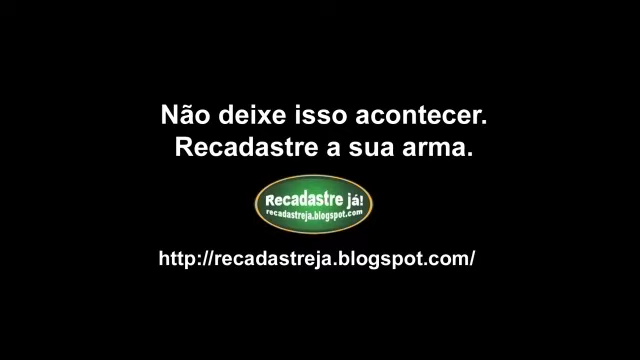 Não deixe isso acontecer.
Recadastre a sua arma.
Recadastre já!
recadastreja.blogspot.com
http://recadastreja.blogspot.com/